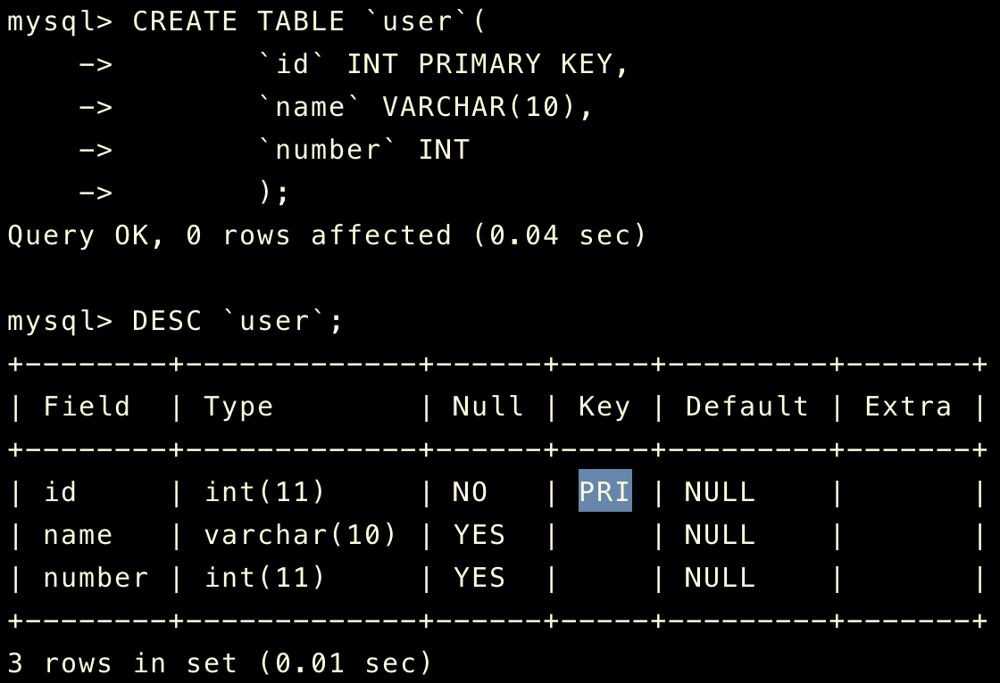 mysql> CREATE TABLE `user`(
    ->        `id` INT PRIMARY KEY,
    ->        `name` VARCHAR(10),
    ->        `number` INT
    ->        );
Query OK, 0 rows affected (0.04 sec)

mysql> DESC `user`;
+--------+-------------+------+-----+---------+-------+
| Field  | Type        | Null | Key | Default | Extra |
+--------+-------------+------+-----+---------+-------+
| id     | int(11)     | NO   | PRI | NULL    |       |
| name   | varchar(10) | YES  |     | NULL    |       |
| number | int(11)     | YES  |     | NULL    |       |
+--------+-------------+------+-----+---------+-------+
3 rows in set (0.01 sec)